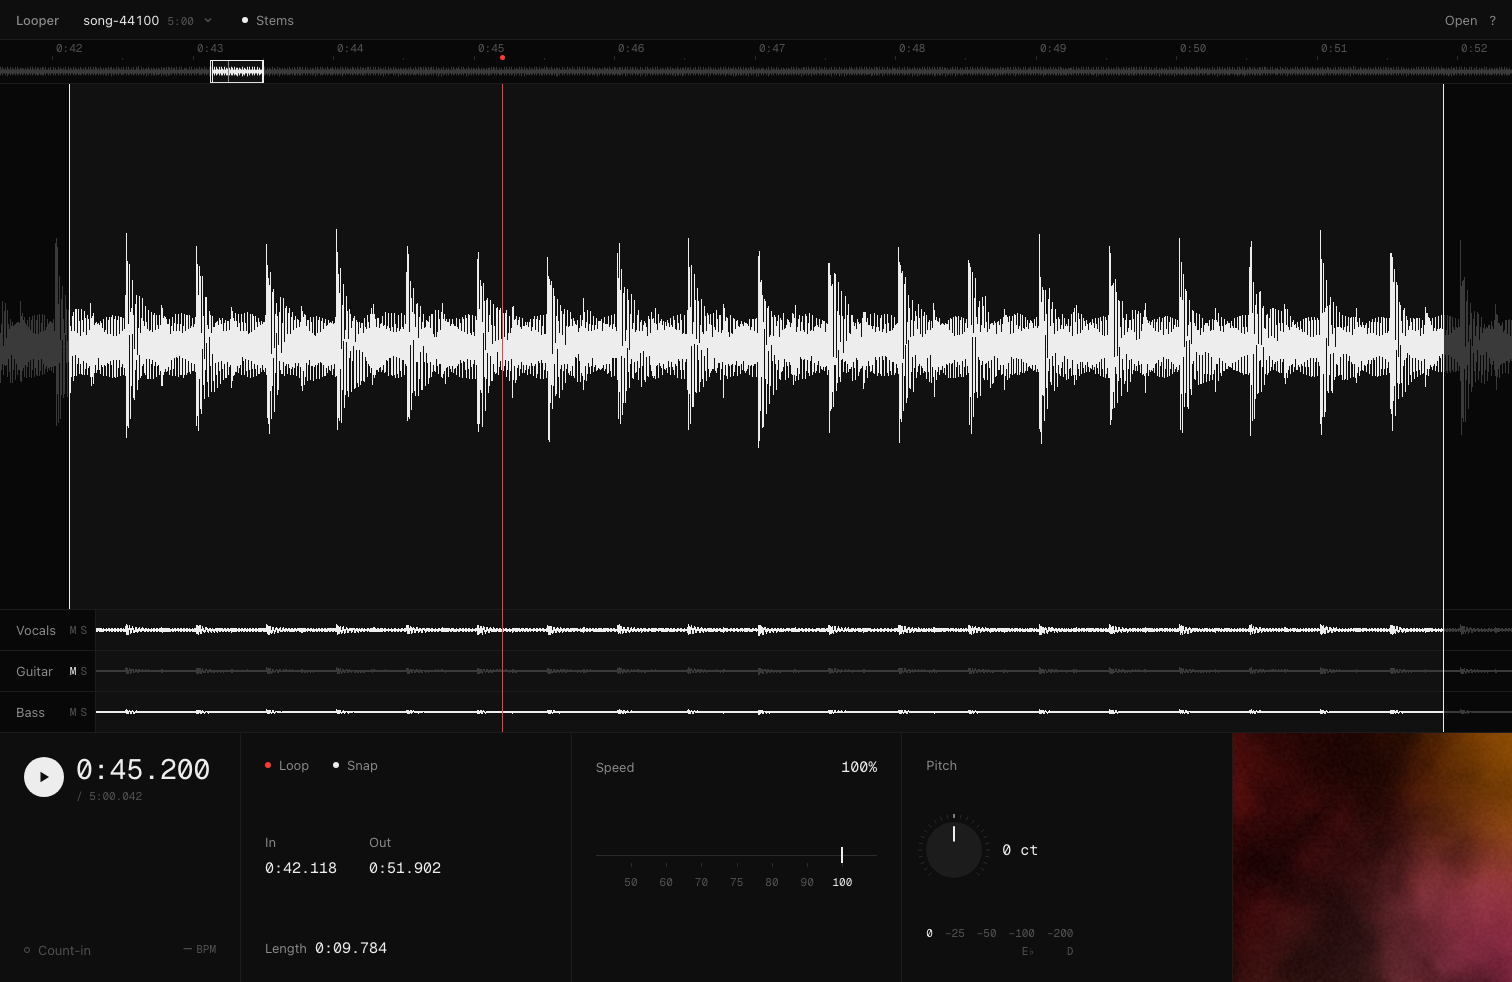 Looper song-44100 5:00 Stems Open ?
0:42 0:43 0:44 0:45 0:46 0:47 0:48 0:49 0:50 0:51 0:52
Vocals M S
Guitar M S
Bass M S
0:45.200
/ 5:00.042
Count-in — BPM
Loop Snap
In Out
0:42.118 0:51.902
Length 0:09.784
Speed 100%
50 60 70 75 80 90 100
Pitch
0 ct
0 −25 −50 −100 −200
E♭ D